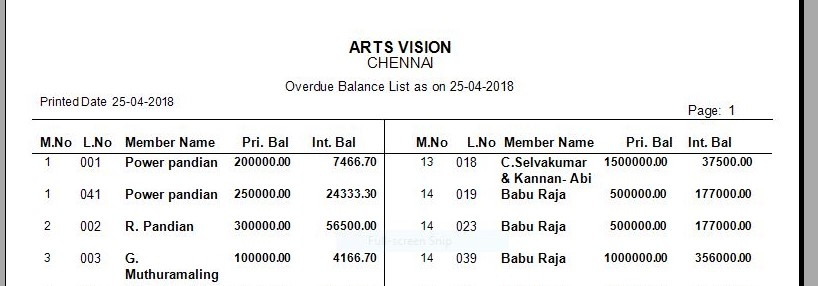 ARTS VISION
CHENNAI
Overdue Balance List as on 25-04-2018
Printed Date 25-04-2018
Page: 1
M.No L.No Member Name Pri. Bal Int. Bal M.No L.No Member Name Pri. Bal Int. Bal
1 001 Power pandian 200000.00 7466.70 13 018 C.Selvakumar 1500000.00 37500.00
& Kannan- Abi
1 041 Power pandian 250000.00 24333.30 14 019 Babu Raja 500000.00 177000.00
2 002 R. Pandian 300000.00 56500.00 14 023 Babu Raja 500000.00 177000.00
Full-screen Snip
3 003 G. 100000.00 4166.70 14 039 Babu Raja 1000000.00 356000.00
Muthuramaling